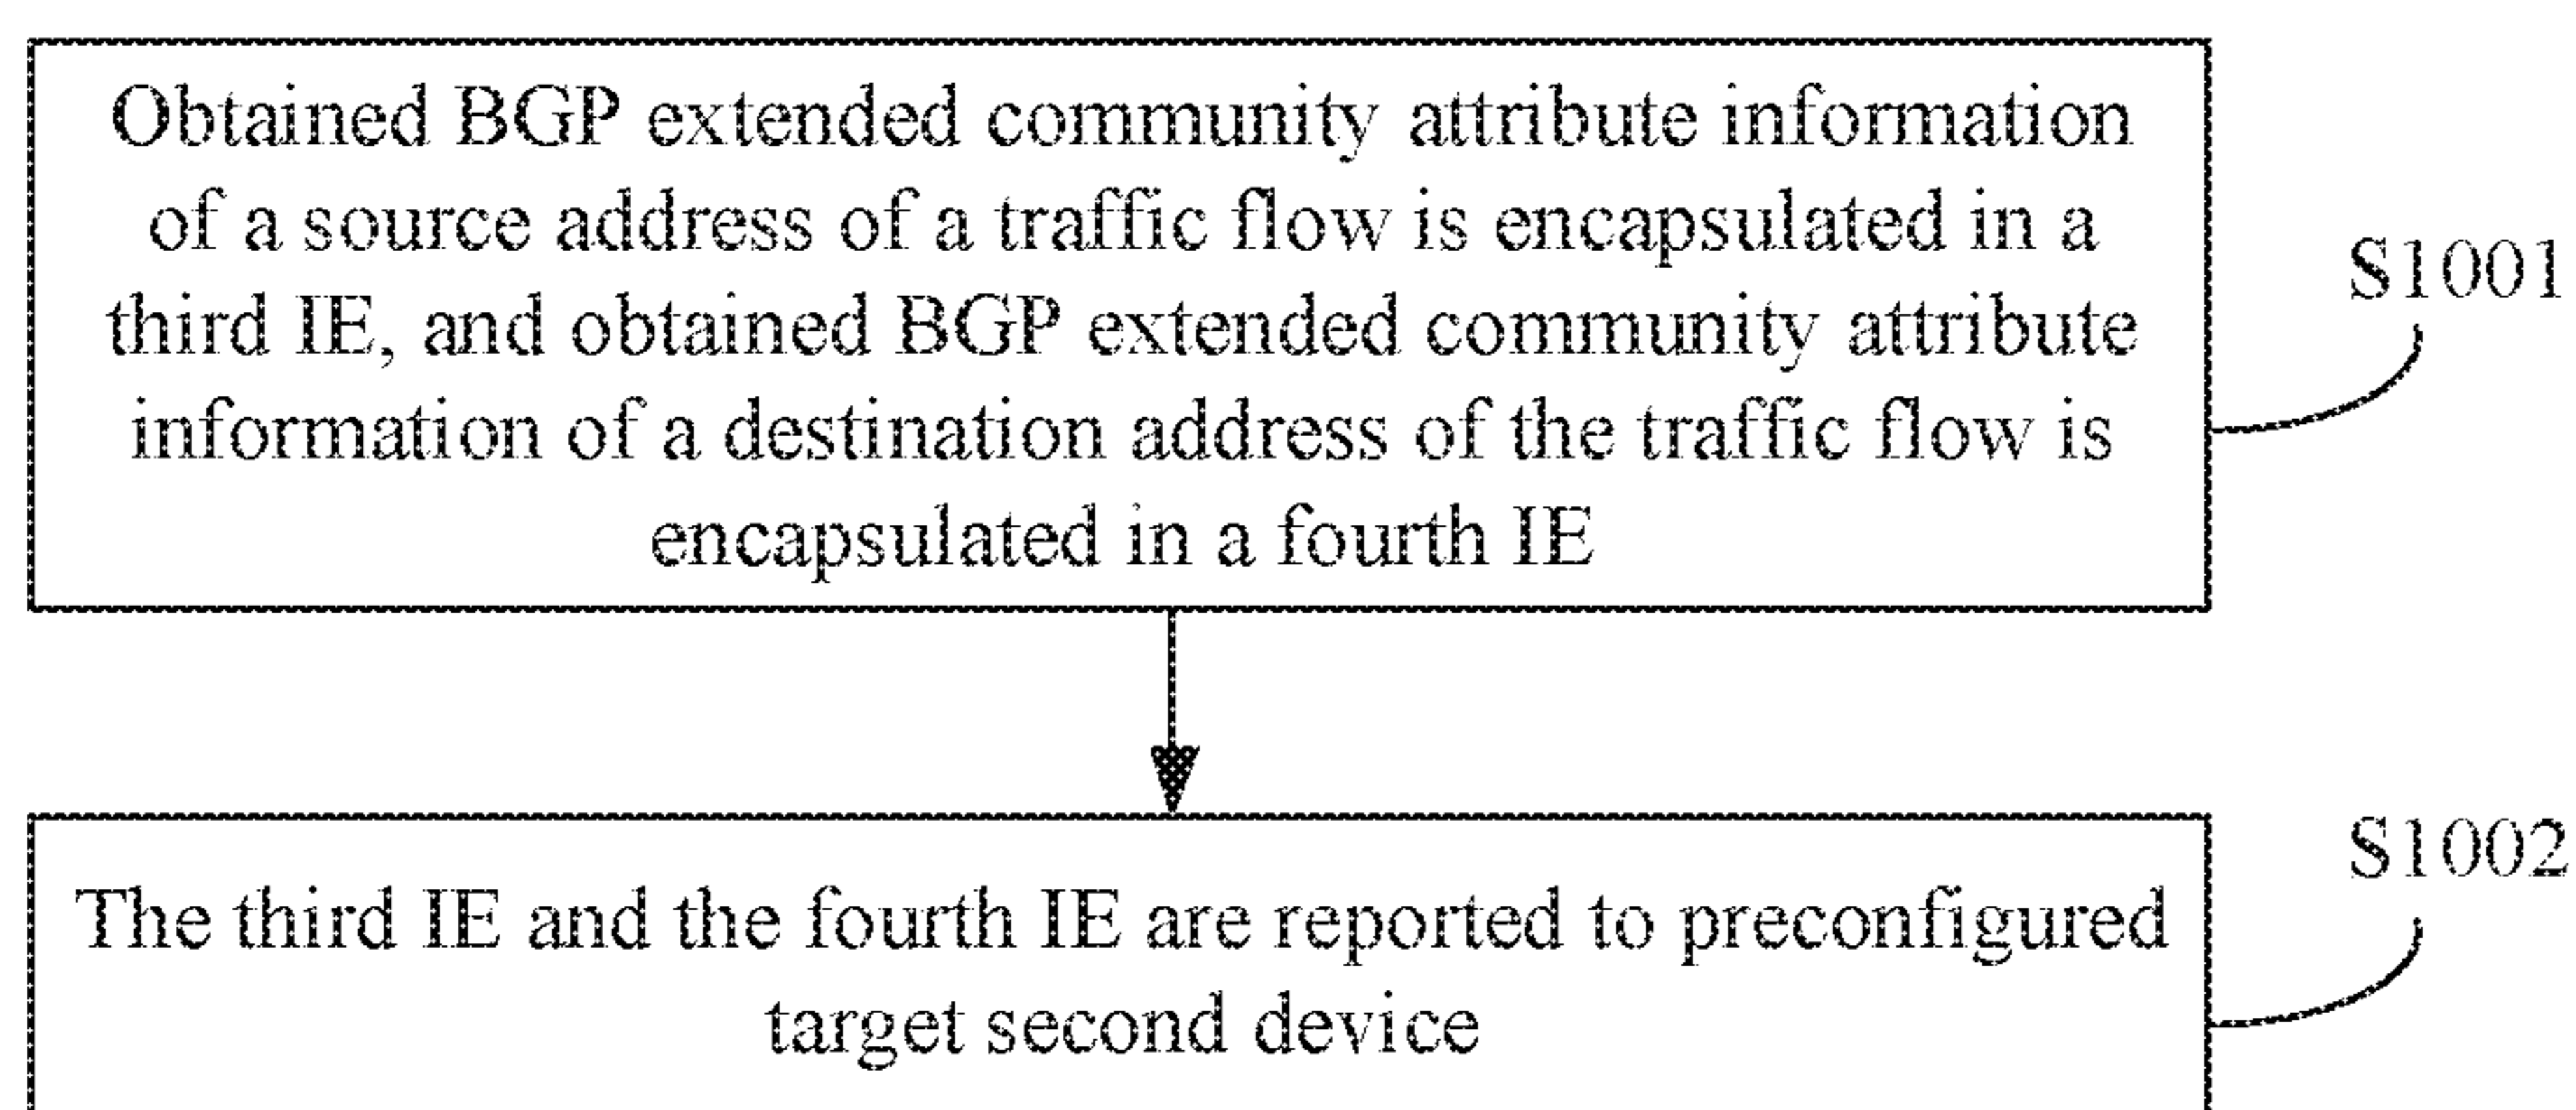 Obtained BGP extended community attribute information
of a source address of a traffic flow is encapsulated in a
third IE, and obtained BGP extended community attribute
information of a destination address of the traffic flow is
encapsulated in a fourth IE
S1001
The third IE and the fourth IE are reported to preconfigured
target second device
S1002